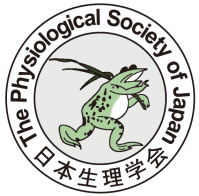 The Physiological Society of Japan
日本生理学会